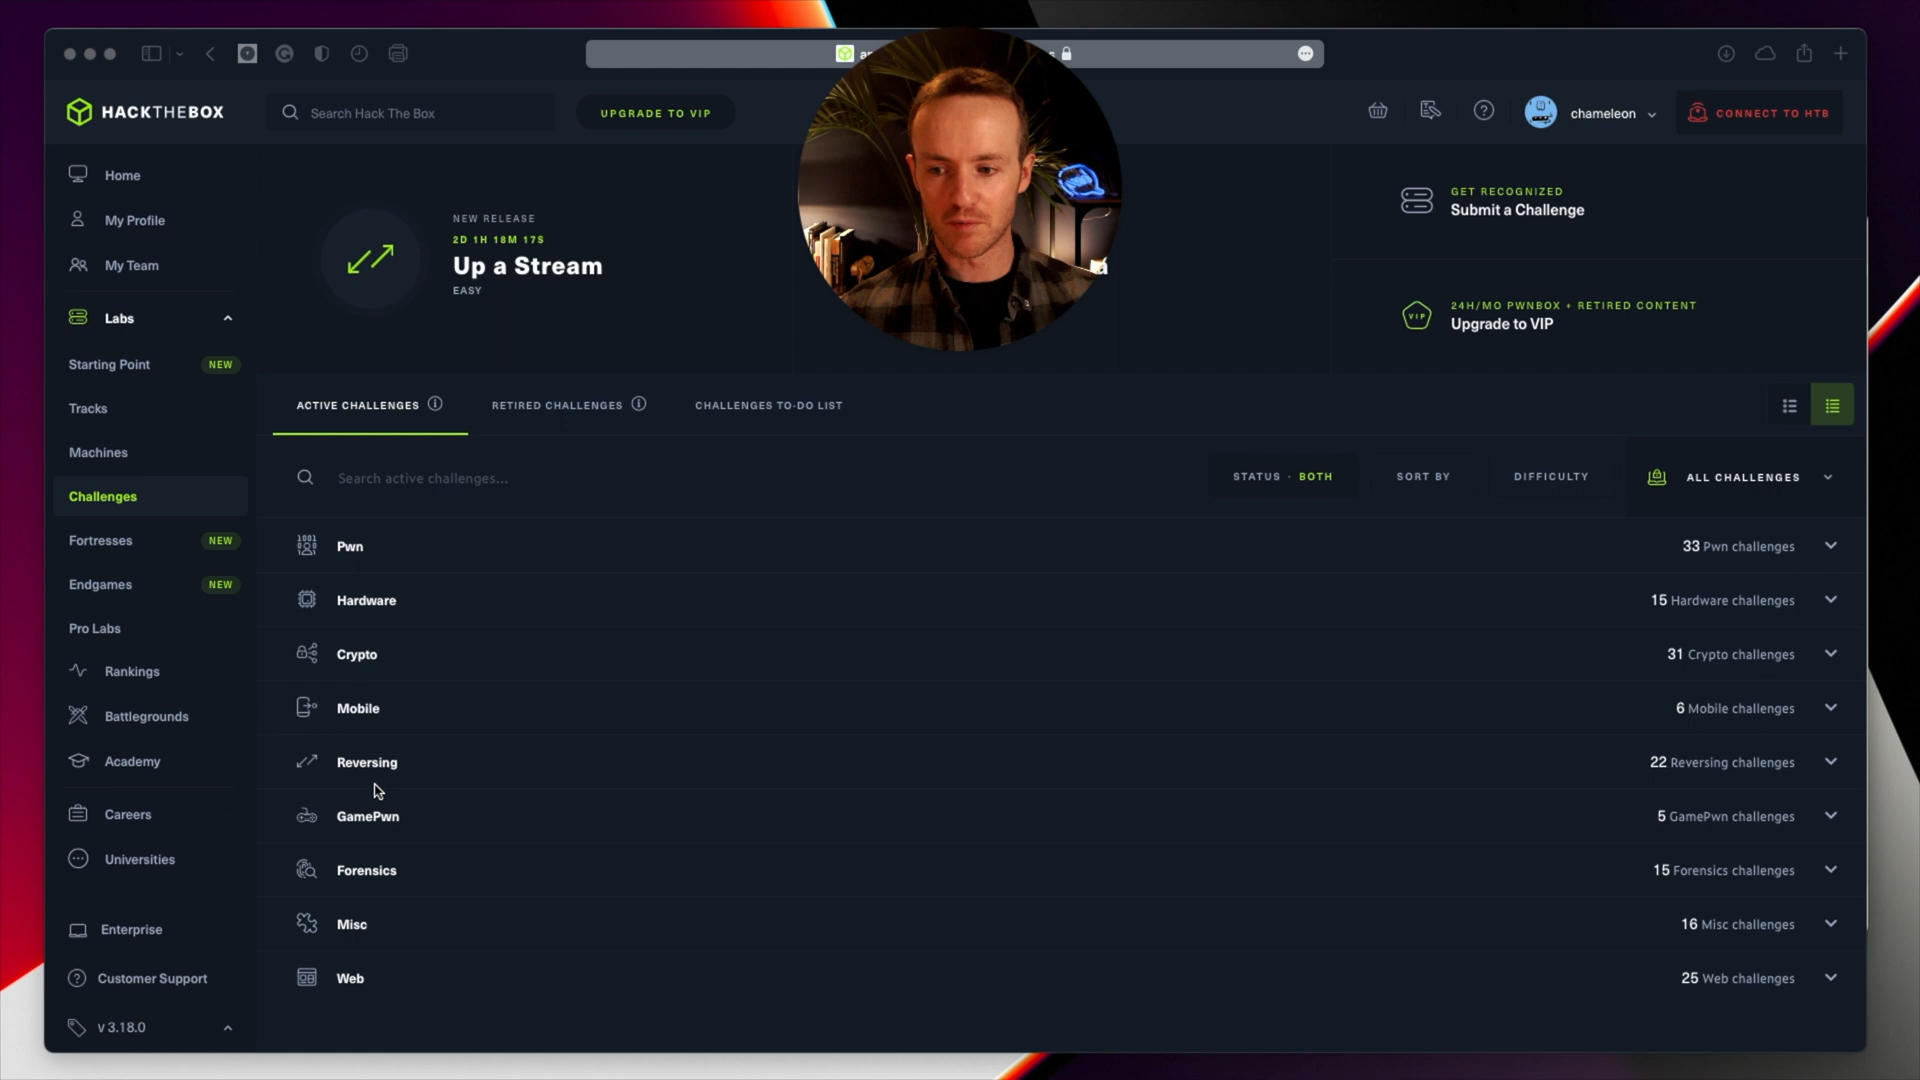 HACKTHEBOX
Search Hack The Box
UPGRADE TO VIP
chameleon
CONNECT TO HTB
Home
My Profile
My Team
Labs
Starting Point NEW
Tracks
Machines
Challenges
Fortresses NEW
Endgames NEW
Pro Labs
Rankings
Battlegrounds
Academy
Careers
Universities
Enterprise
Customer Support
v 3.18.0
NEW RELEASE
2D 1H 18M 17S
Up a Stream
EASY
GET RECOGNIZED
Submit a Challenge
VIP
24H/MO PWNBOX + RETIRED CONTENT
Upgrade to VIP
ACTIVE CHALLENGES
RETIRED CHALLENGES
CHALLENGES TO-DO LIST
Search active challenges...
STATUS · BOTH
SORT BY
DIFFICULTY
ALL CHALLENGES
Pwn 33 Pwn challenges
Hardware 15 Hardware challenges
Crypto 31 Crypto challenges
Mobile 6 Mobile challenges
Reversing 22 Reversing challenges
GamePwn 5 GamePwn challenges
Forensics 15 Forensics challenges
Misc 16 Misc challenges
Web 25 Web challenges